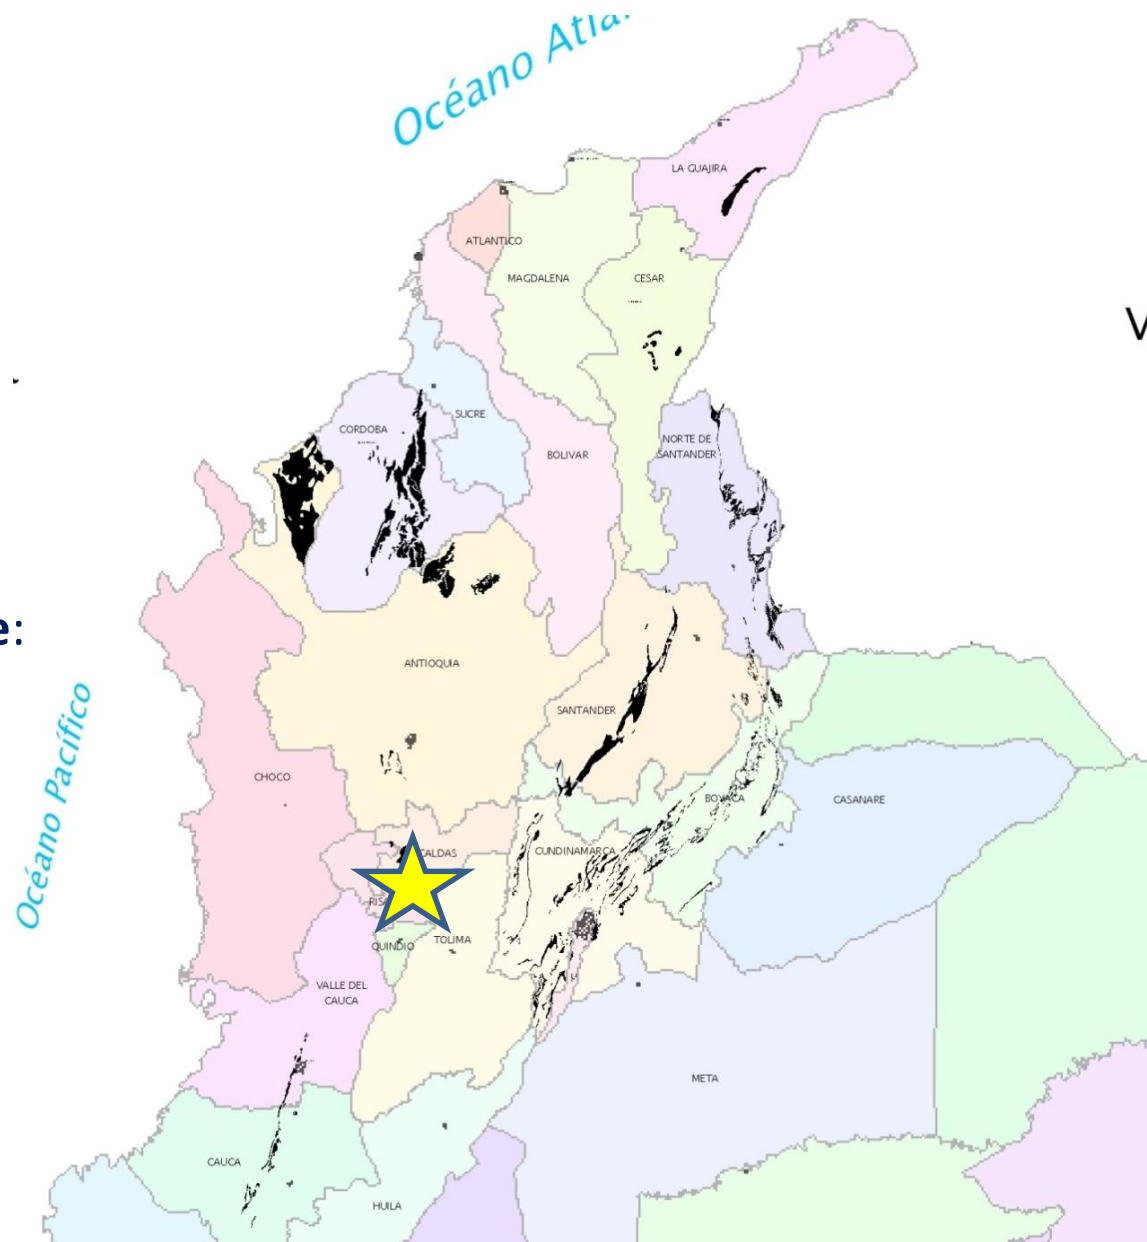 Océano Atla
LA GUAJIRA
ATLANTICO
MAGDALENA
CESAR
V
SUCRE
CORDOBA
NORTE DE
SANTANDER
BOLIVAR
e:
ANTIOQUIA
SANTANDER
Océano Pacífico
CHOCO
BOYACA
CASANARE
CALDAS
CUNDINAMARCA
RIS
QUINDIO
TOLIMA
VALLE DEL
CAUCA
META
CAUCA
HUILA